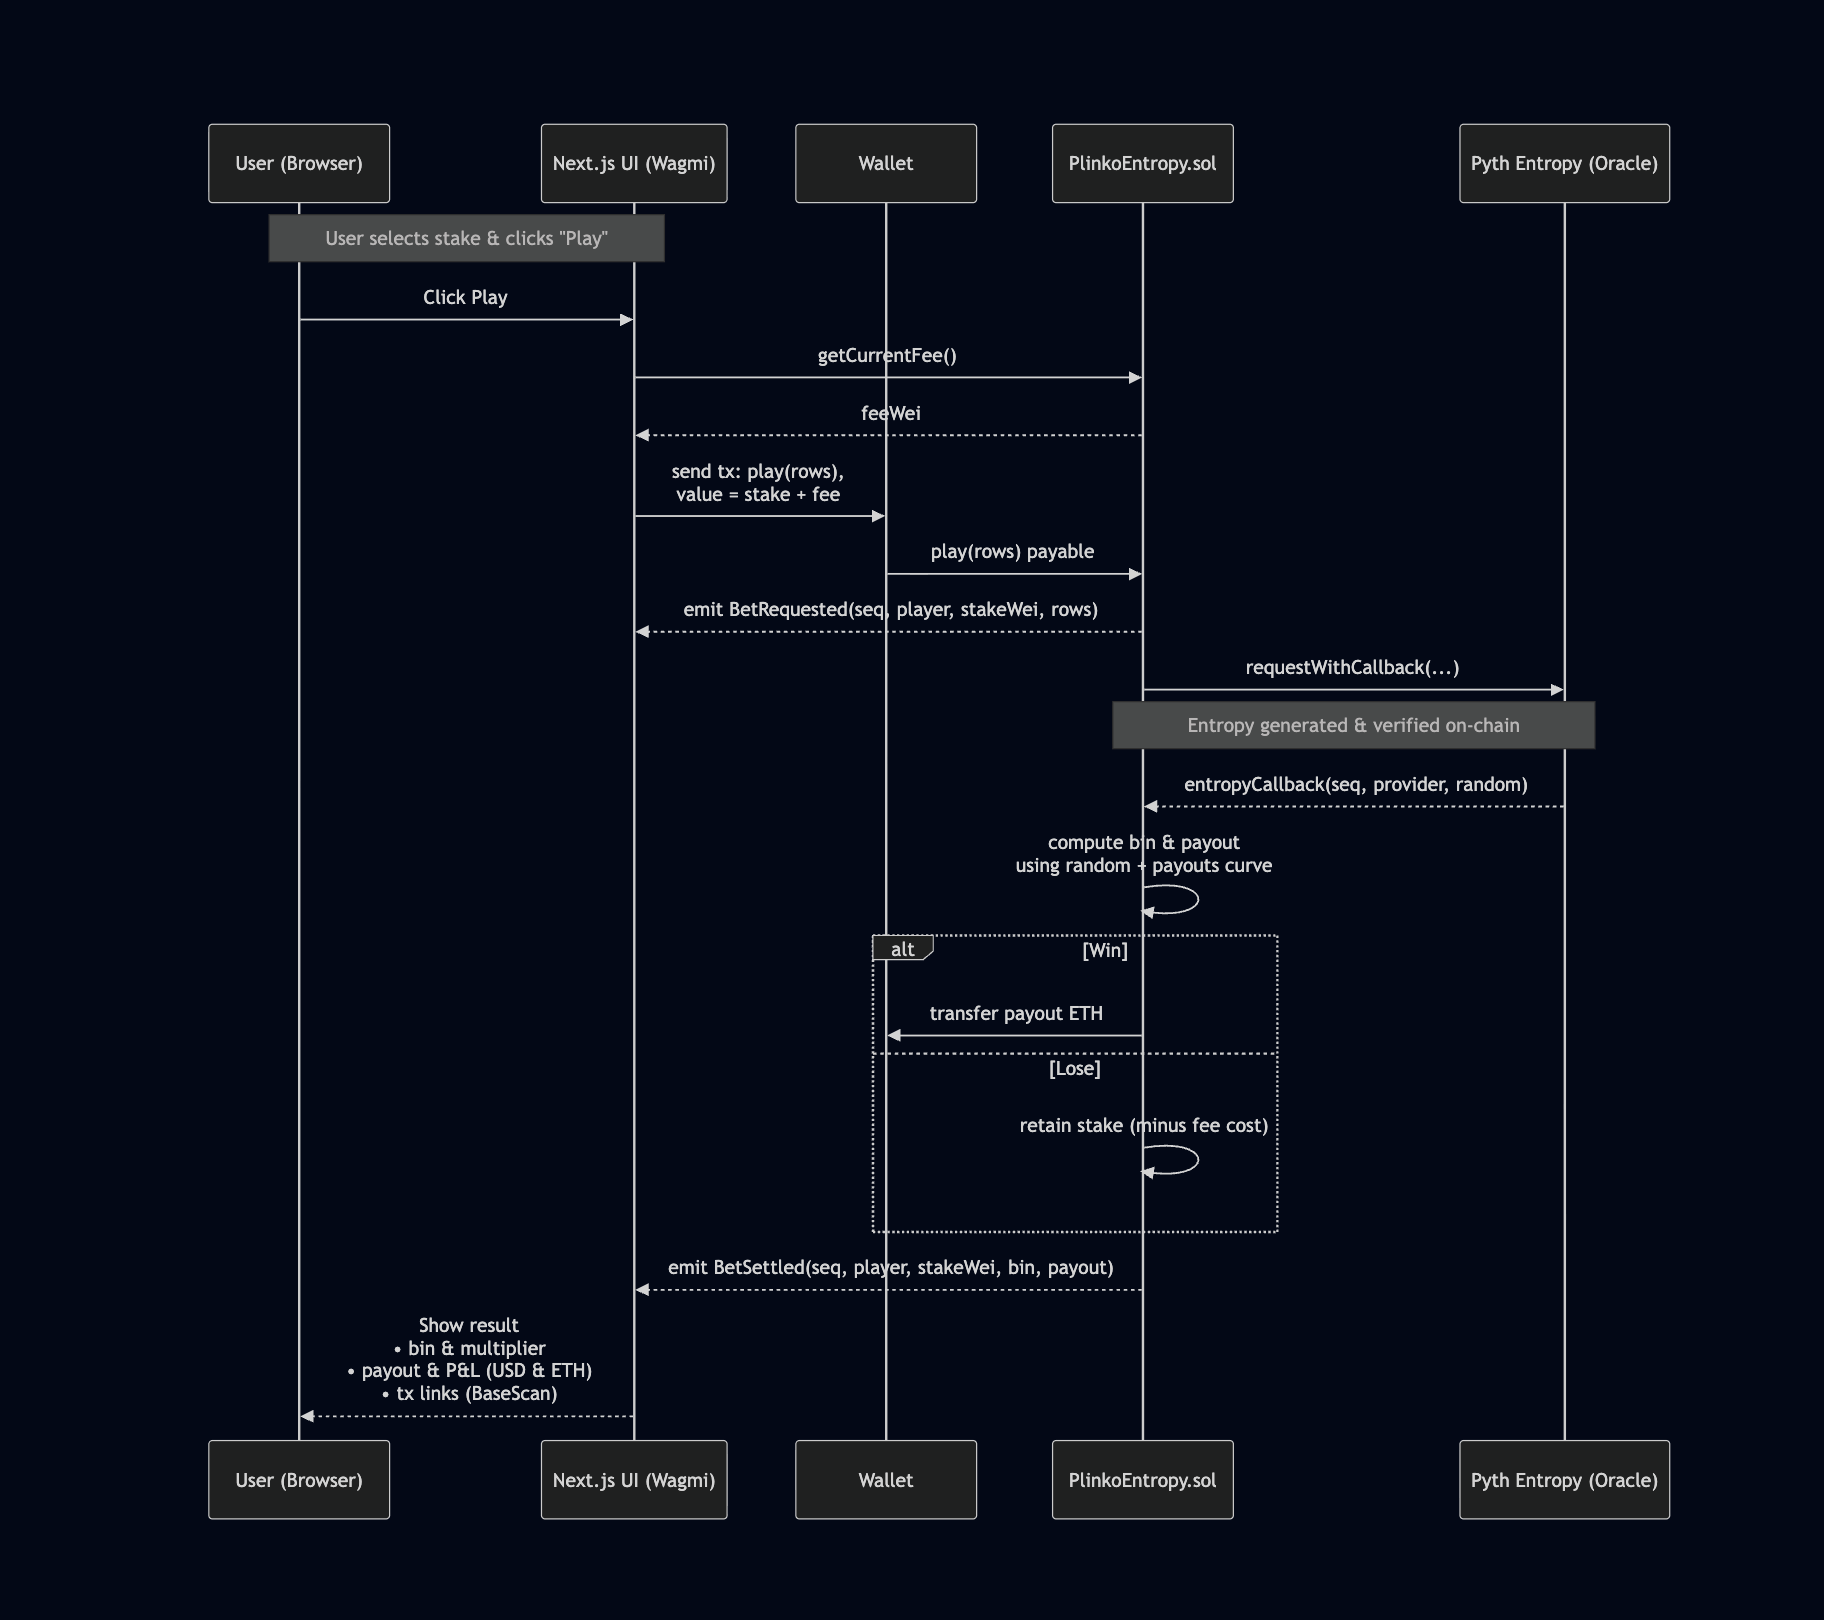 User (Browser)
Next.js UI (Wagmi)
Wallet
PlinkoEntropy.sol
Pyth Entropy (Oracle)
User selects stake & clicks "Play"
Click Play
getCurrentFee()
feeWei
send tx: play(rows),
value = stake + fee
play(rows) payable
emit BetRequested(seq, player, stakeWei, rows)
requestWithCallback(...)
Entropy generated & verified on-chain
entropyCallback(seq, provider, random)
compute bin & payout
using random + payouts curve
alt
[Win]
transfer payout ETH
[Lose]
retain stake (minus fee cost)
emit BetSettled(seq, player, stakeWei, bin, payout)
Show result
• bin & multiplier
• payout & P&L (USD & ETH)
• tx links (BaseScan)
User (Browser)
Next.js UI (Wagmi)
Wallet
PlinkoEntropy.sol
Pyth Entropy (Oracle)